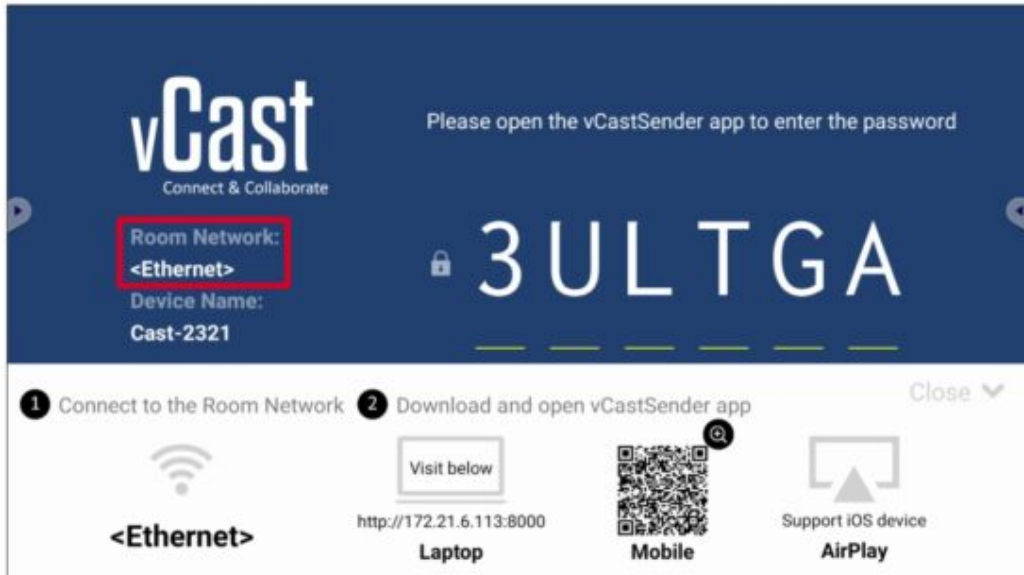 vCast
Connect & Collaborate
Please open the vCastSender app to enter the password
Room Network:
<Ethernet>
Device Name:
Cast-2321
3ULTGA
1 Connect to the Room Network
2 Download and open vCastSender app
Close
<Ethernet>
Visit below
http://172.21.6.113:8000
Laptop
Mobile
Support iOS device
AirPlay